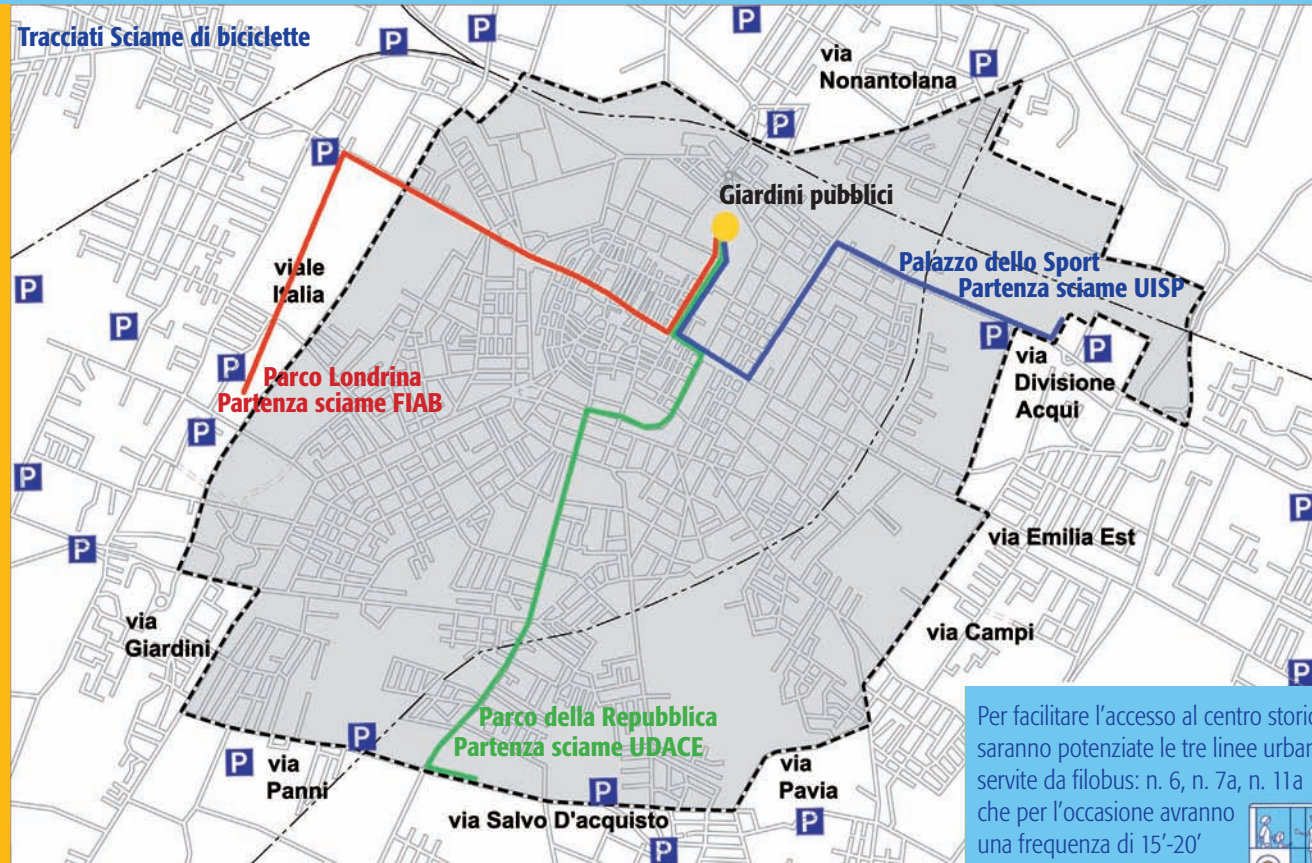 Tracciati Sciame di biciclette
P
P
P
via
Nonantolana
P
P
P
Giardini pubblici
viale
Italia
Palazzo dello Sport
Partenza sciame UISP
P
P
P
P
P
via
Divisione
Acqui
Parco Londrina
Partenza sciame FIAB
P
P
P
P
via Emilia Est
via
Giardini
via Campi
P
Parco della Repubblica
Partenza sciame UDACE
P
P
via
Panni
via
Pavia
P
via Salvo D'acquisto
P
P
Per facilitare l'accesso al centro storic
saranno potenziate le tre linee urban
servite da filobus: n. 6, n. 7a, n. 11a
che per l'occasione avranno
una frequenza di 15'-20'